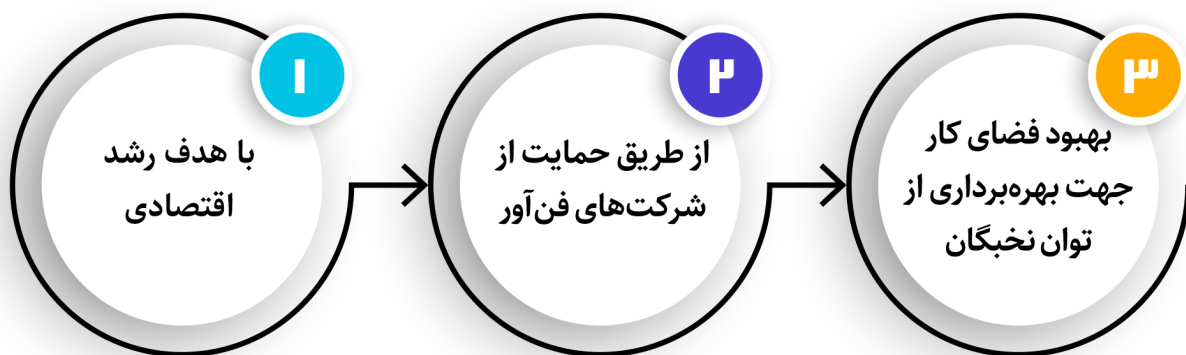 ۱
با هدف رشد
اقتصادی
۲
از طریق حمایت از
شرکت‌های فن‌آور
۳
بهبود فضای کار
جهت بهره‌برداری از
توان نخبگان